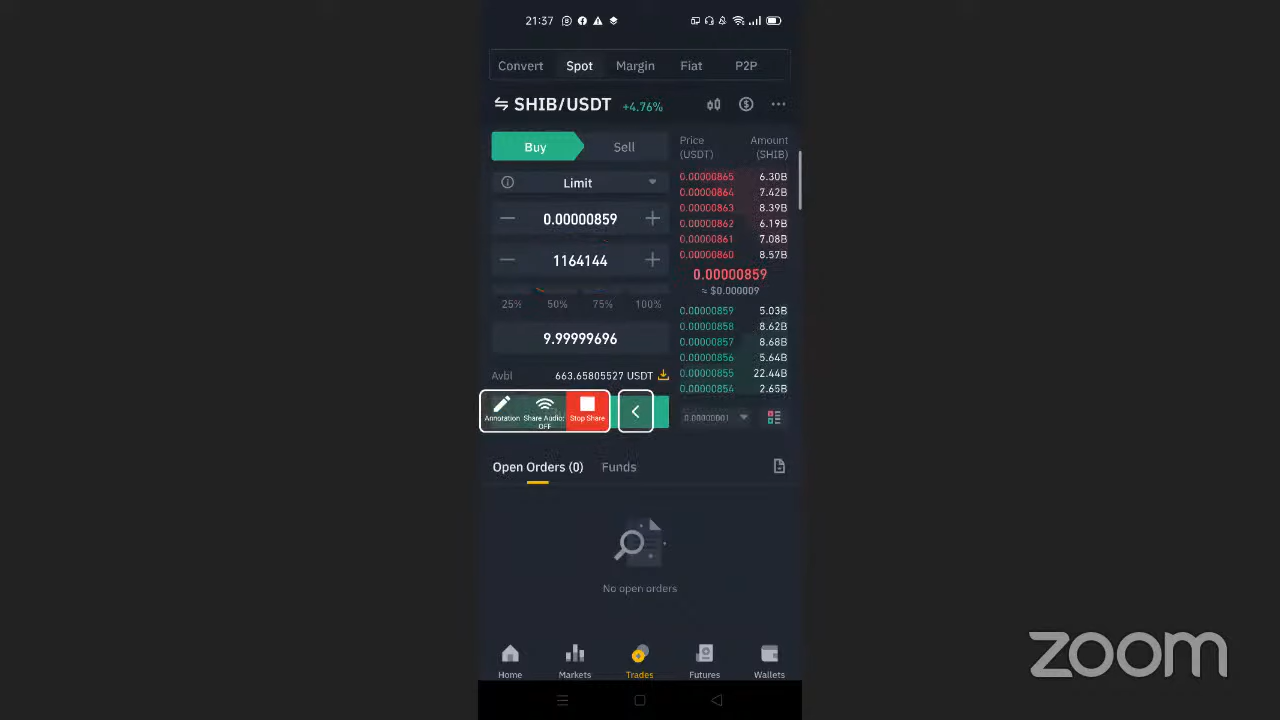 21:37
Convert Spot Margin Fiat P2P
SHIB/USDT +4.76%
Buy Sell
Limit
0.00000859
1164144
25% 50% 75% 100%
9.99999696
Avbl 663.65805527 USDT
Annotation Share Audio: OFF Stop Share
Price (USDT) Amount (SHIB)
0.00000865 6.30B
0.00000864 7.42B
0.00000863 8.39B
0.00000862 6.19B
0.00000861 7.08B
0.00000860 8.57B
0.00000859
≈ $0.000009
0.00000859 5.03B
0.00000858 8.62B
0.00000857 8.68B
0.00000856 5.64B
0.00000855 22.44B
0.00000854 2.65B
0.00000001
Open Orders (0) Funds
No open orders
Home Markets Trades Futures Wallets
zoom